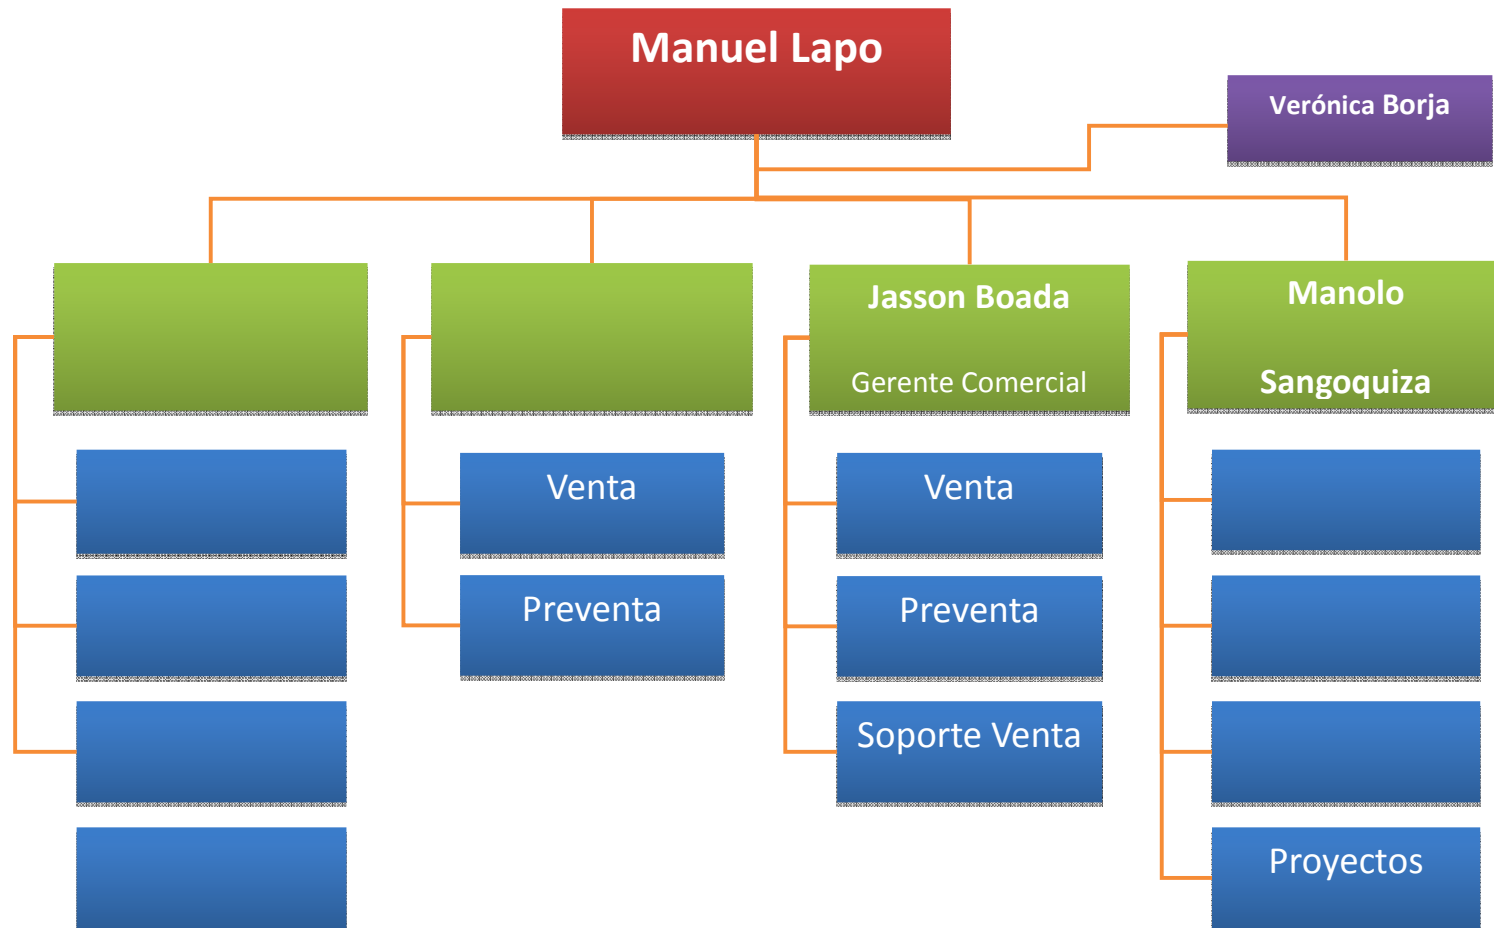 Manuel Lapo
Verónica Borja
Jasson Boada
Gerente Comercial
Manolo
Sangoquiza
Venta
Preventa
Venta
Preventa
Soporte Venta
Proyectos